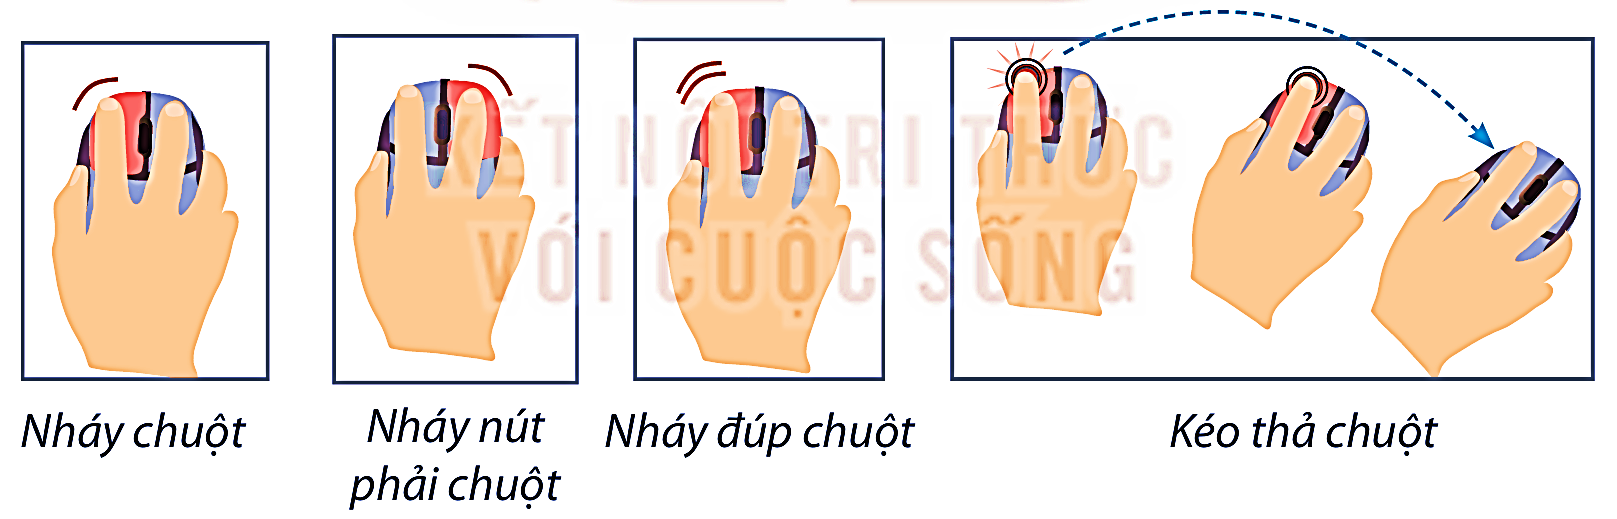 KẾT NỐI TRI THỨC
VỚI CUỘC SỐNG
Nháy chuột
Nháy nút
phải chuột
Nháy đúp chuột
Kéo thả chuột